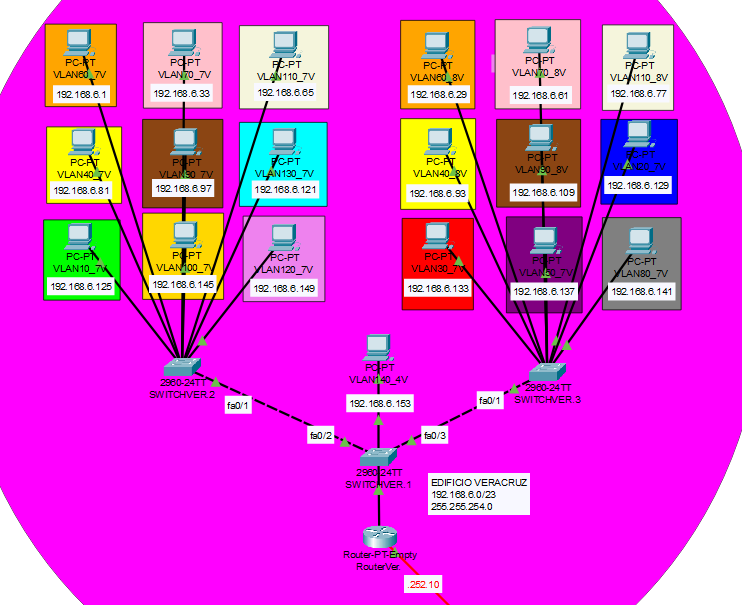 PC-PT
VLAN60_7V
192.168.6.1
PC-PT
VLAN70_7V
192.168.6.33
PC-PT
VLAN110_7V
192.168.6.65
PC-PT
VLAN60_8V
192.168.6.29
PC-PT
VLAN70_8V
192.168.6.61
PC-PT
VLAN110_8V
192.168.6.77
PC-PT
VLAN40_7V
192.168.6.81
PC-PT
VLAN90_7V
192.168.6.97
PC-PT
VLAN130_7V
192.168.6.121
PC-PT
VLAN40_8V
192.168.6.93
PC-PT
VLAN90_8V
192.168.6.109
PC-PT
192.168.6.129
PC-PT
VLAN10_7V
192.168.6.125
PC-PT
VLAN100_7V
192.168.6.145
PC-PT
VLAN120_7V
192.168.6.149
PC-PT
VLAN30_7V
192.168.6.133
PC-PT
192.168.6.137
PC-PT
VLAN80_7V
192.168.6.141
2960-24TT
SWITCHVER 2
PC-PT
VLAN140_4V
192.168.6.153
2960-24TT
SWITCHVER 3
fa0/1
fa0/1
fa0/2
fa0/3
2960-24TT
SWITCHVER 1
EDIFICIO VERACRUZ
192.168.6.0/23
255.255.254.0
Router-PT-Empty
RouterVer
.252.10